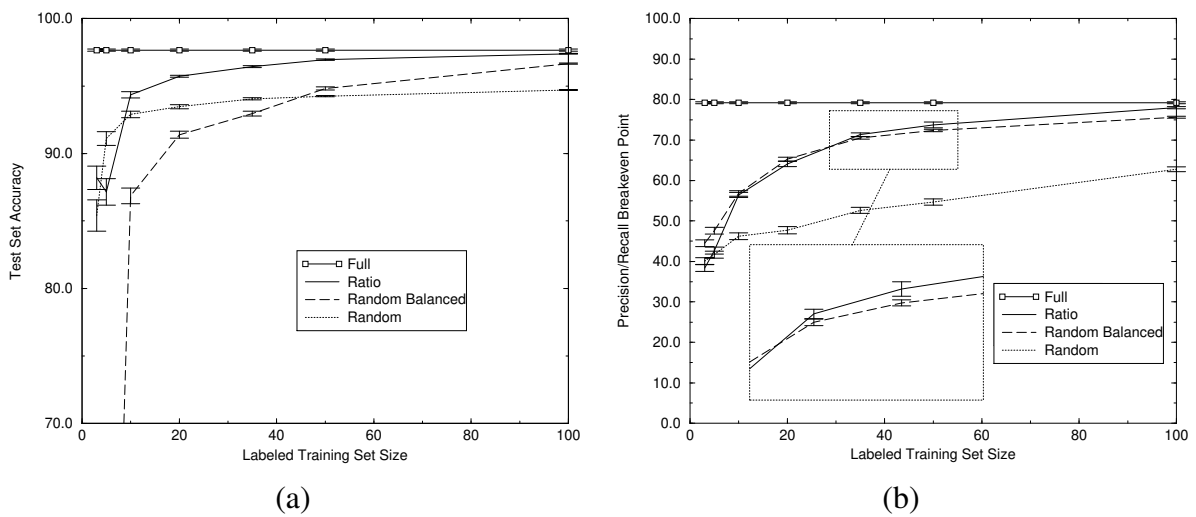 100.0
90.0
80.0
70.0
0 20 40 60 80 100
Labeled Training Set Size
Test Set Accuracy
Full
Ratio
Random Balanced
Random
(a)
100.0
90.0
80.0
70.0
60.0
50.0
40.0
30.0
20.0
10.0
0.0
0 20 40 60 80 100
Labeled Training Set Size
Precision/Recall Breakeven Point
Full
Ratio
Random Balanced
Random
(b)